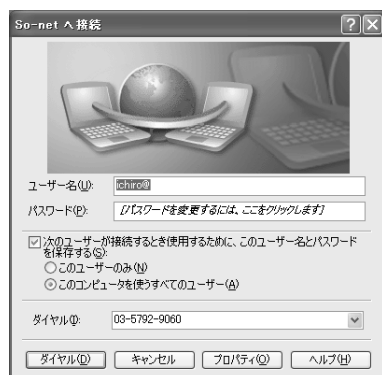 So-net へ接続
ユーザー名(U): ichiro@
パスワード(P): [パスワードを変更するには、ここをクリックします]
次のユーザーが接続するとき使用するために、このユーザー名とパスワード
を保存する(S):
このユーザーのみ(N)
このコンピュータを使うすべてのユーザー(A)
ダイヤル(I): 03-5792-9060
ダイヤル(D) キャンセル プロパティ(O) ヘルプ(H)